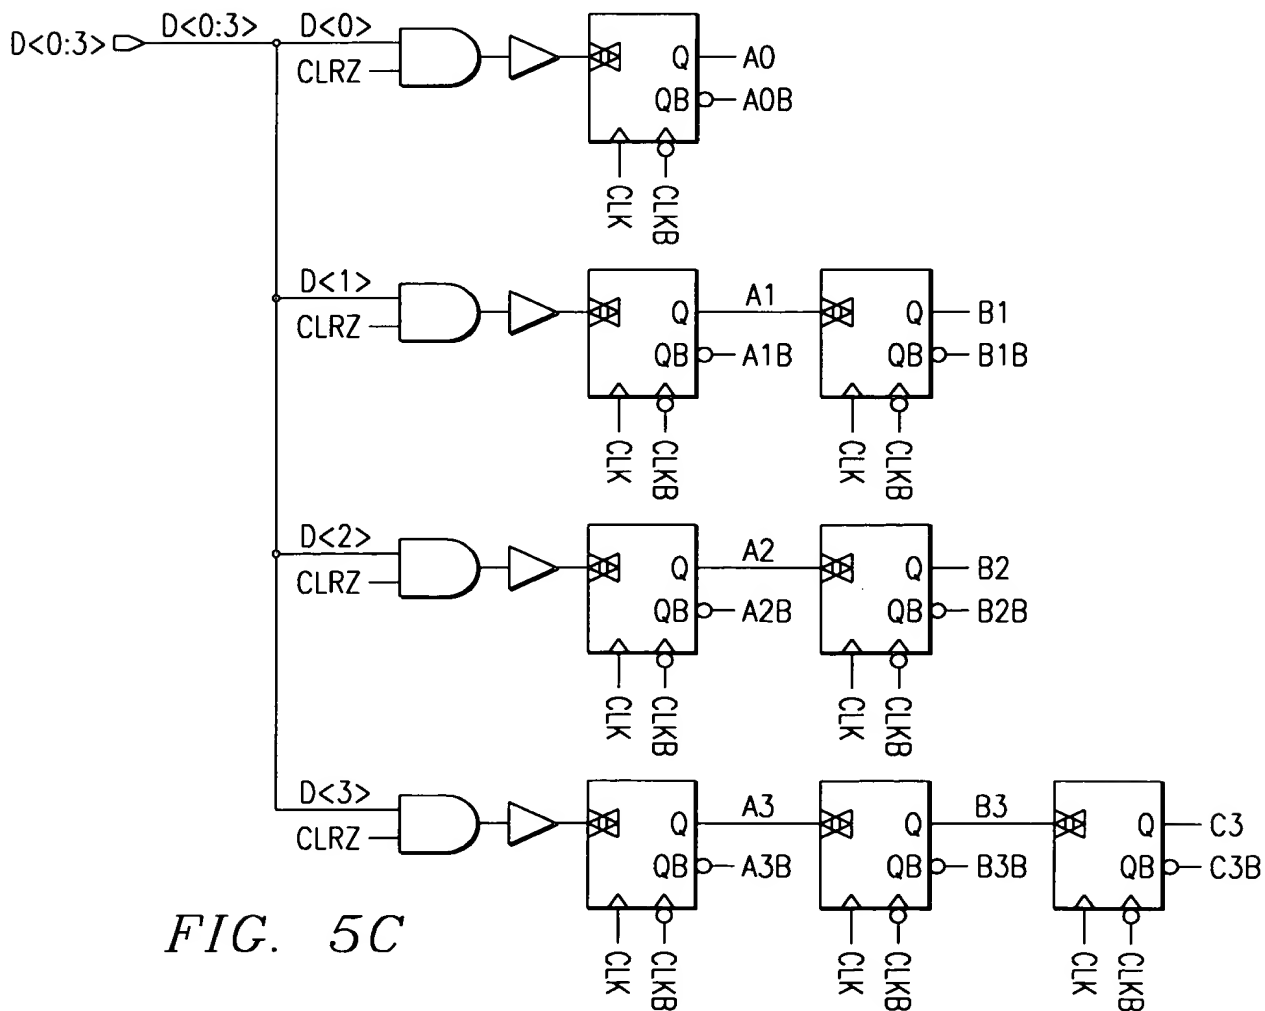 D<0:3> D<0:3> D<0>
CLRZ
Q A0
QB A0B
CLK CLKB
D<1>
CLRZ
Q A1 Q B1
QB A1B QB B1B
CLK CLKB CLK CLKB
D<2>
CLRZ
Q A2 Q B2
QB A2B QB B2B
CLK CLKB CLK CLKB
D<3>
CLRZ
Q A3 Q B3 Q C3
QB A3B QB B3B QB C3B
CLK CLKB CLK CLKB CLK CLKB
FIG. 5C